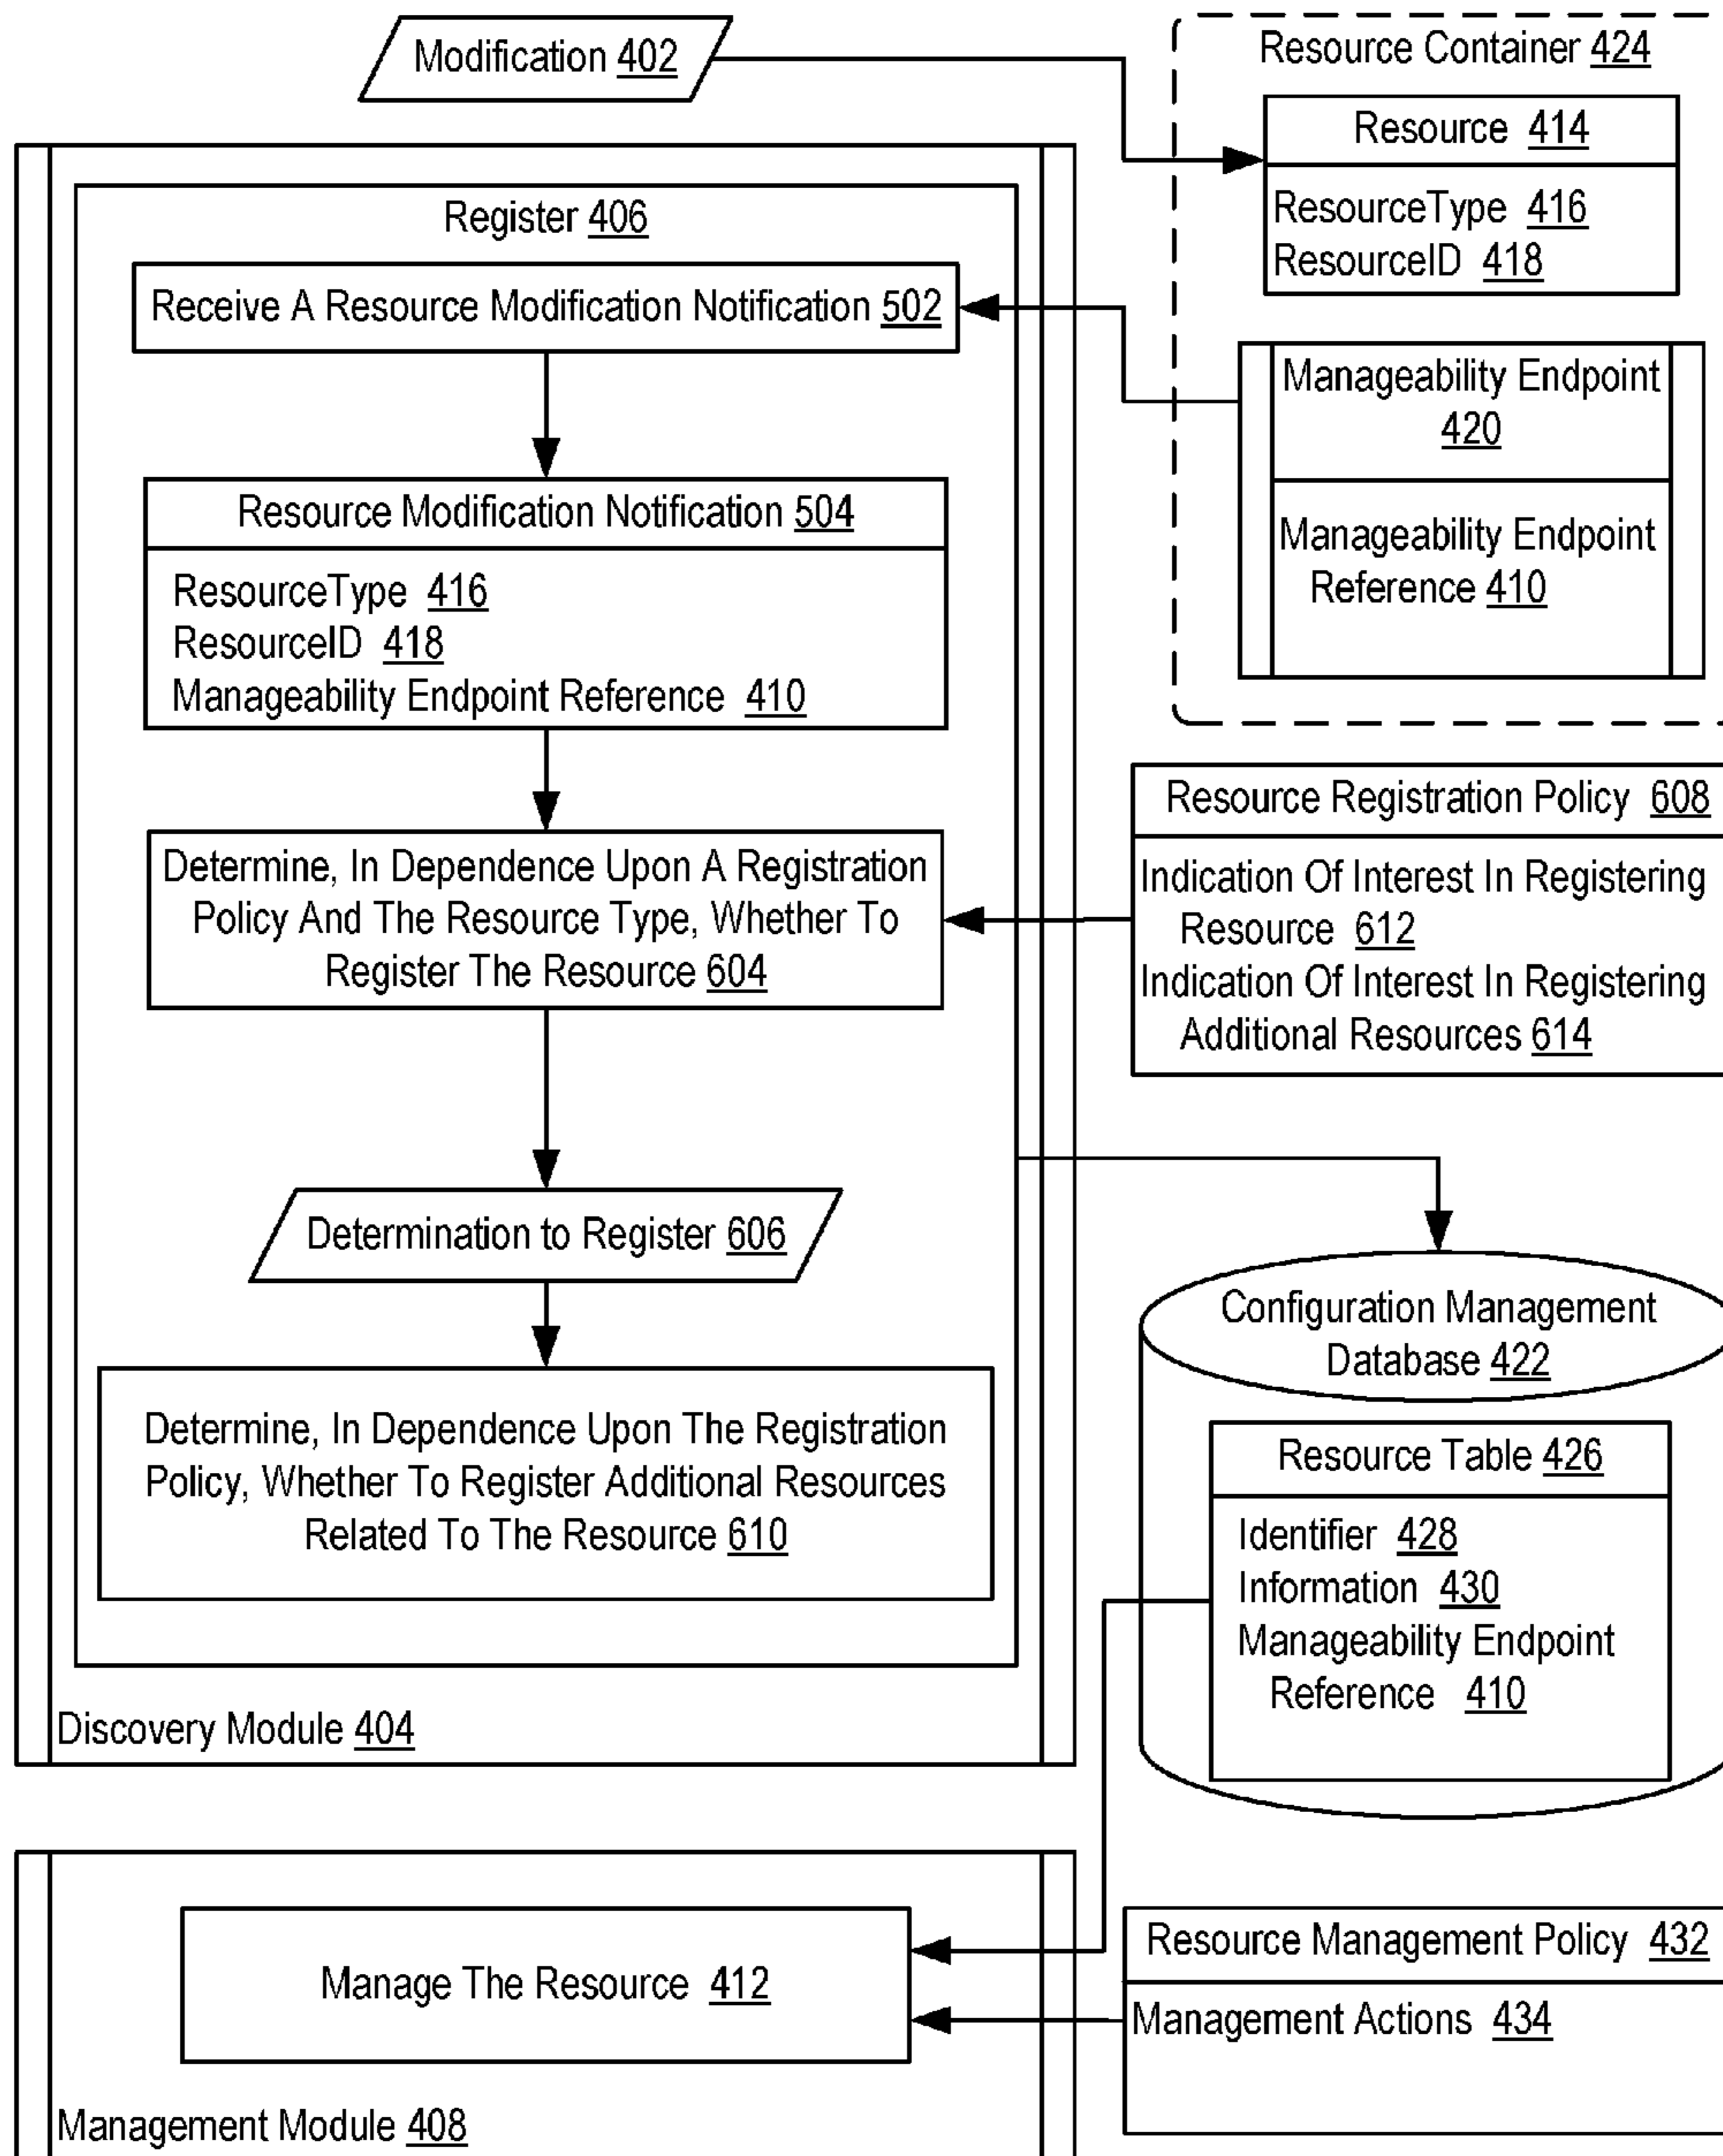 Modification 402
Resource Container 424
Resource 414
ResourceType 416
ResourceID 418
Register 406
Receive A Resource Modification Notification 502
Manageability Endpoint
420
Manageability Endpoint
Reference 410
Resource Modification Notification 504
ResourceType 416
ResourceID 418
Manageability Endpoint Reference 410
Resource Registration Policy 608
Indication Of Interest In Registering
Resource 612
Indication Of Interest In Registering
Additional Resources 614
Determine, In Dependence Upon A Registration
Policy And The Resource Type, Whether To
Register The Resource 604
Determination to Register 606
Determine, In Dependence Upon The Registration
Policy, Whether To Register Additional Resources
Related To The Resource 610
Discovery Module 404
Configuration Management
Database 422
Resource Table 426
Identifier 428
Information 430
Manageability Endpoint
Reference 410
Manage The Resource 412
Resource Management Policy 432
Management Actions 434
Management Module 408